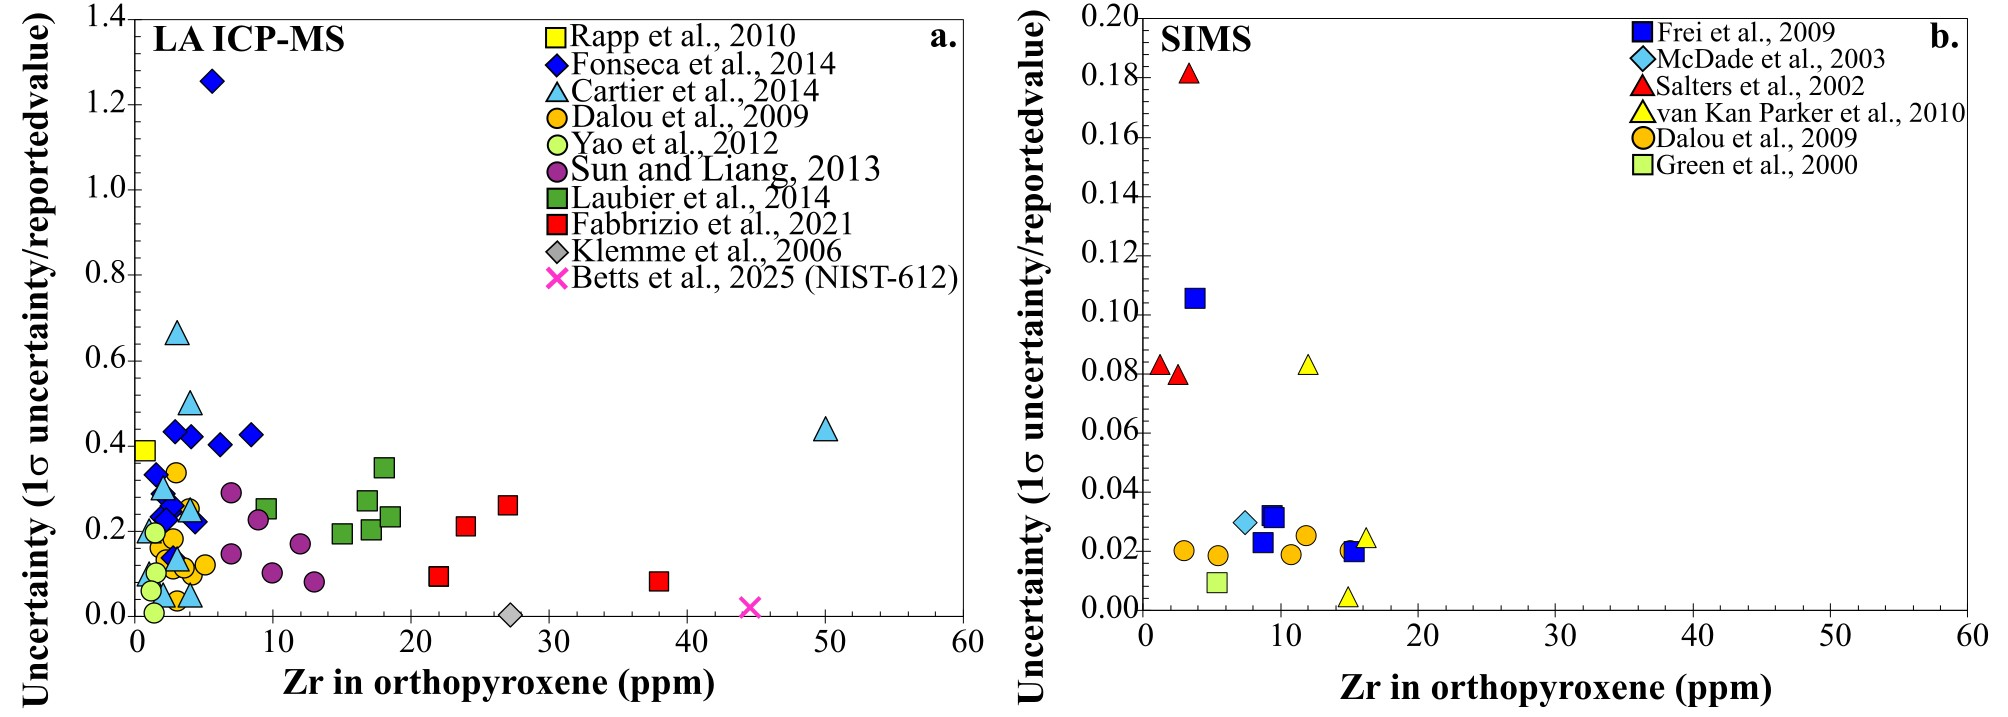 Uncertainty (1σ uncertainty/reportedvalue)
1.4
1.2
1.0
0.8
0.6
0.4
0.2
0.0
LA ICP-MS
a.
Rapp et al., 2010
Fonseca et al., 2014
Cartier et al., 2014
Dalou et al., 2009
Yao et al., 2012
Sun and Liang, 2013
Laubier et al., 2014
Fabbrizio et al., 2021
Klemme et al., 2006
Betts et al., 2025 (NIST-612)
0 10 20 30 40 50 60
Zr in orthopyroxene (ppm)
Uncertainty (1σ uncertainty/reportedvalue)
0.20
0.18
0.16
0.14
0.12
0.10
0.08
0.06
0.04
0.02
0.00
SIMS
b.
Frei et al., 2009
McDade et al., 2003
Salters et al., 2002
van Kan Parker et al., 2010
Dalou et al., 2009
Green et al., 2000
0 10 20 30 40 50 60
Zr in orthopyroxene (ppm)